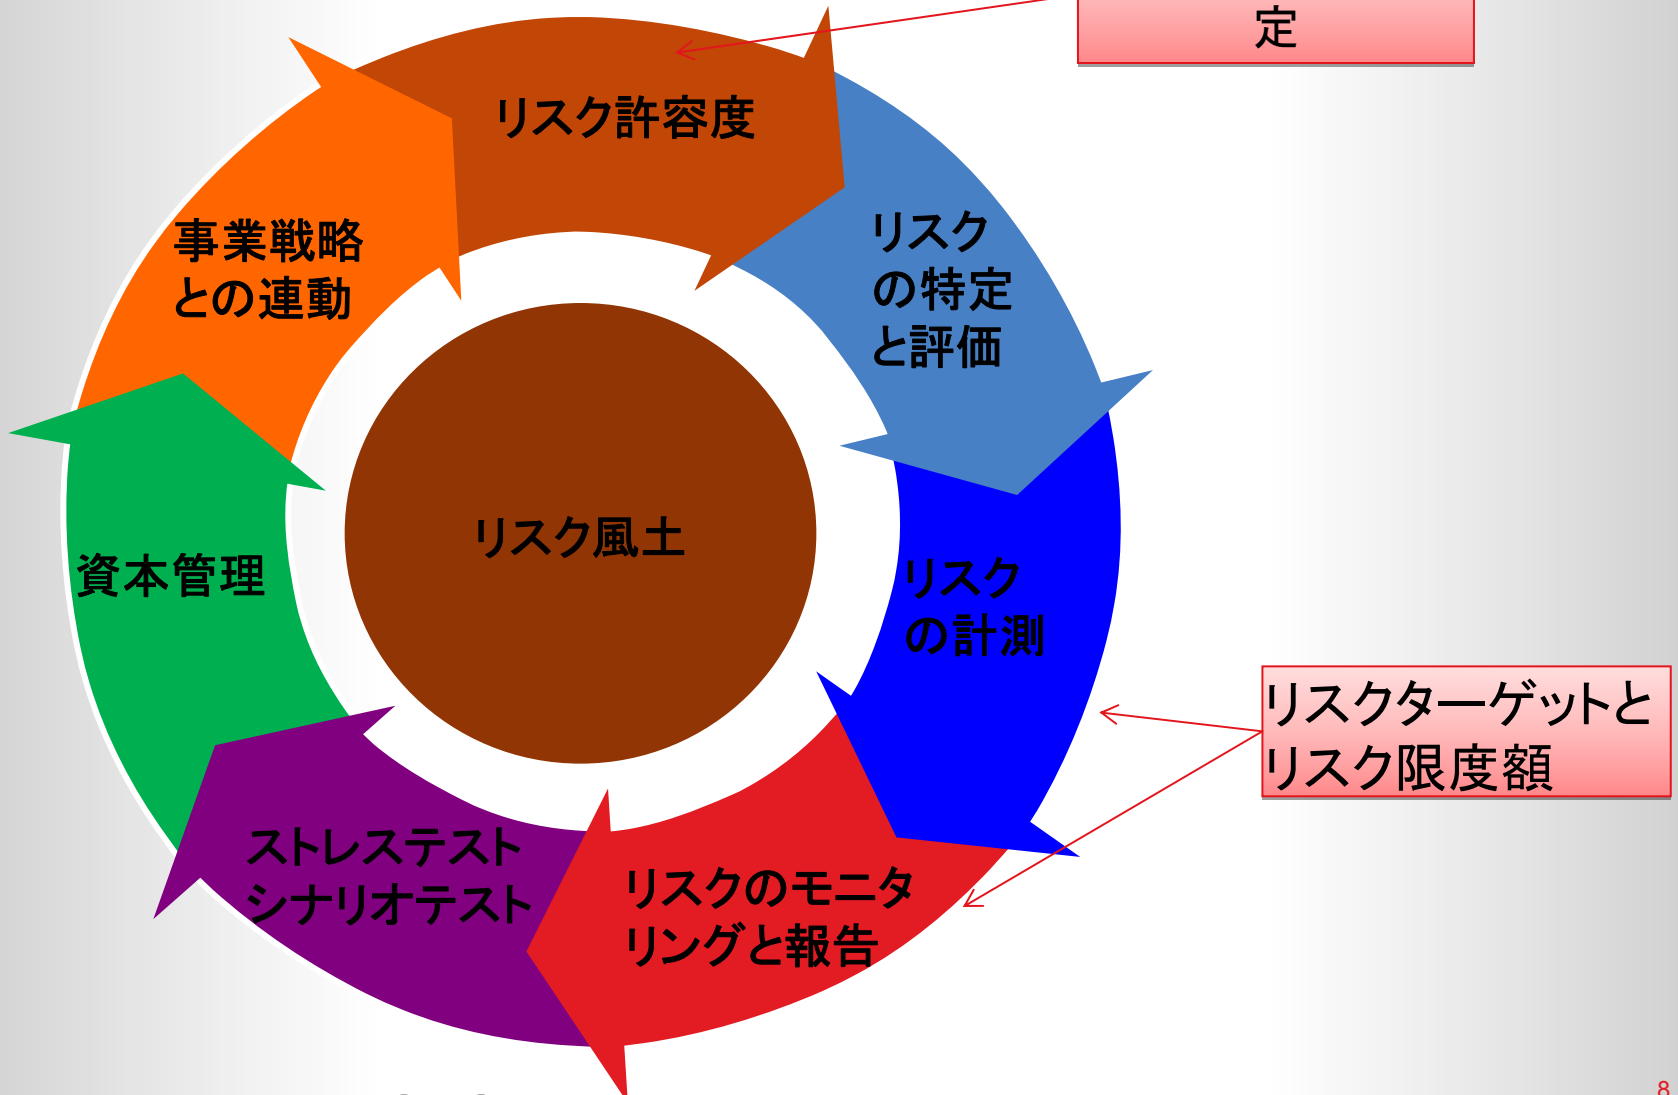 定
リスク許容度
リスク
の特定
と評価
事業戦略
との連動
リスク風土
資本管理
リスク
の計測
リスクターゲットと
リスク限度額
ストレステスト
シナリオテスト
リスクのモニタ
リングと報告
8